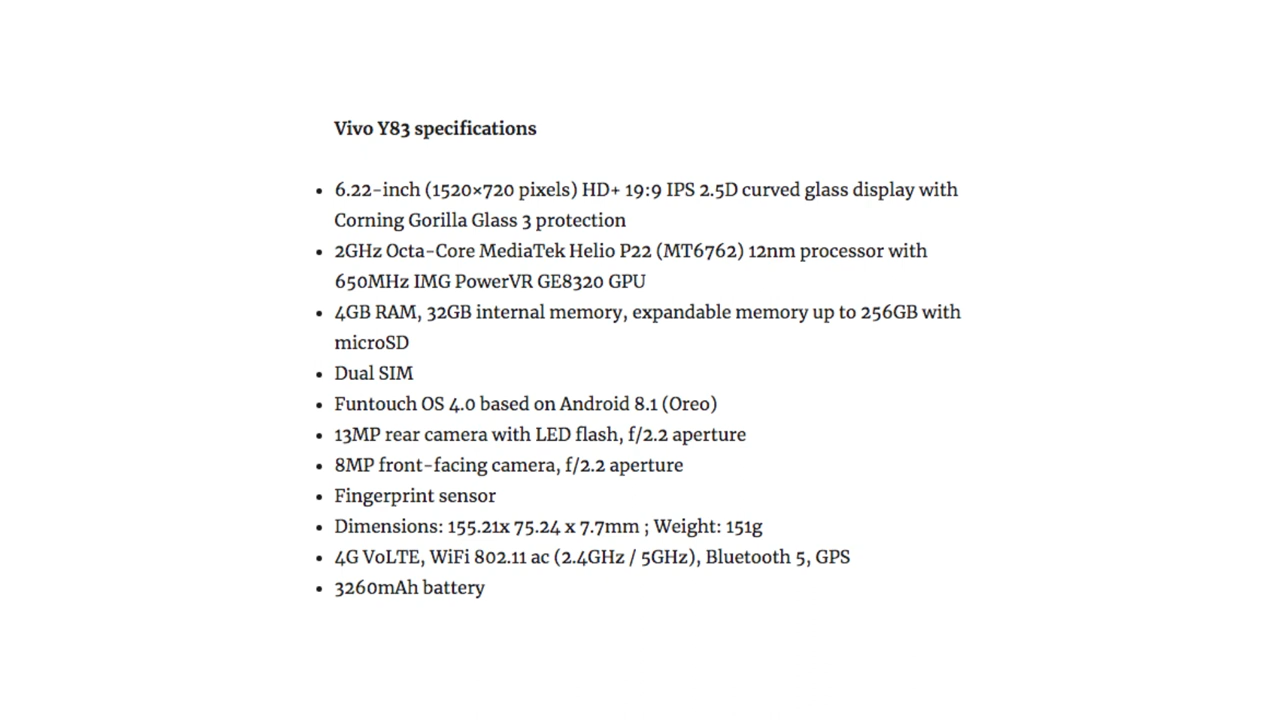 Vivo Y83 specifications
• 6.22-inch (1520×720 pixels) HD+ 19:9 IPS 2.5D curved glass display with
Corning Gorilla Glass 3 protection
• 2GHz Octa-Core MediaTek Helio P22 (MT6762) 12nm processor with
650MHz IMG PowerVR GE8320 GPU
• 4GB RAM, 32GB internal memory, expandable memory up to 256GB with
microSD
• Dual SIM
• Funtouch OS 4.0 based on Android 8.1 (Oreo)
• 13MP rear camera with LED flash, f/2.2 aperture
• 8MP front-facing camera, f/2.2 aperture
• Fingerprint sensor
• Dimensions: 155.21x 75.24 x 7.7mm ; Weight: 151g
• 4G VoLTE, WiFi 802.11 ac (2.4GHz / 5GHz), Bluetooth 5, GPS
• 3260mAh battery